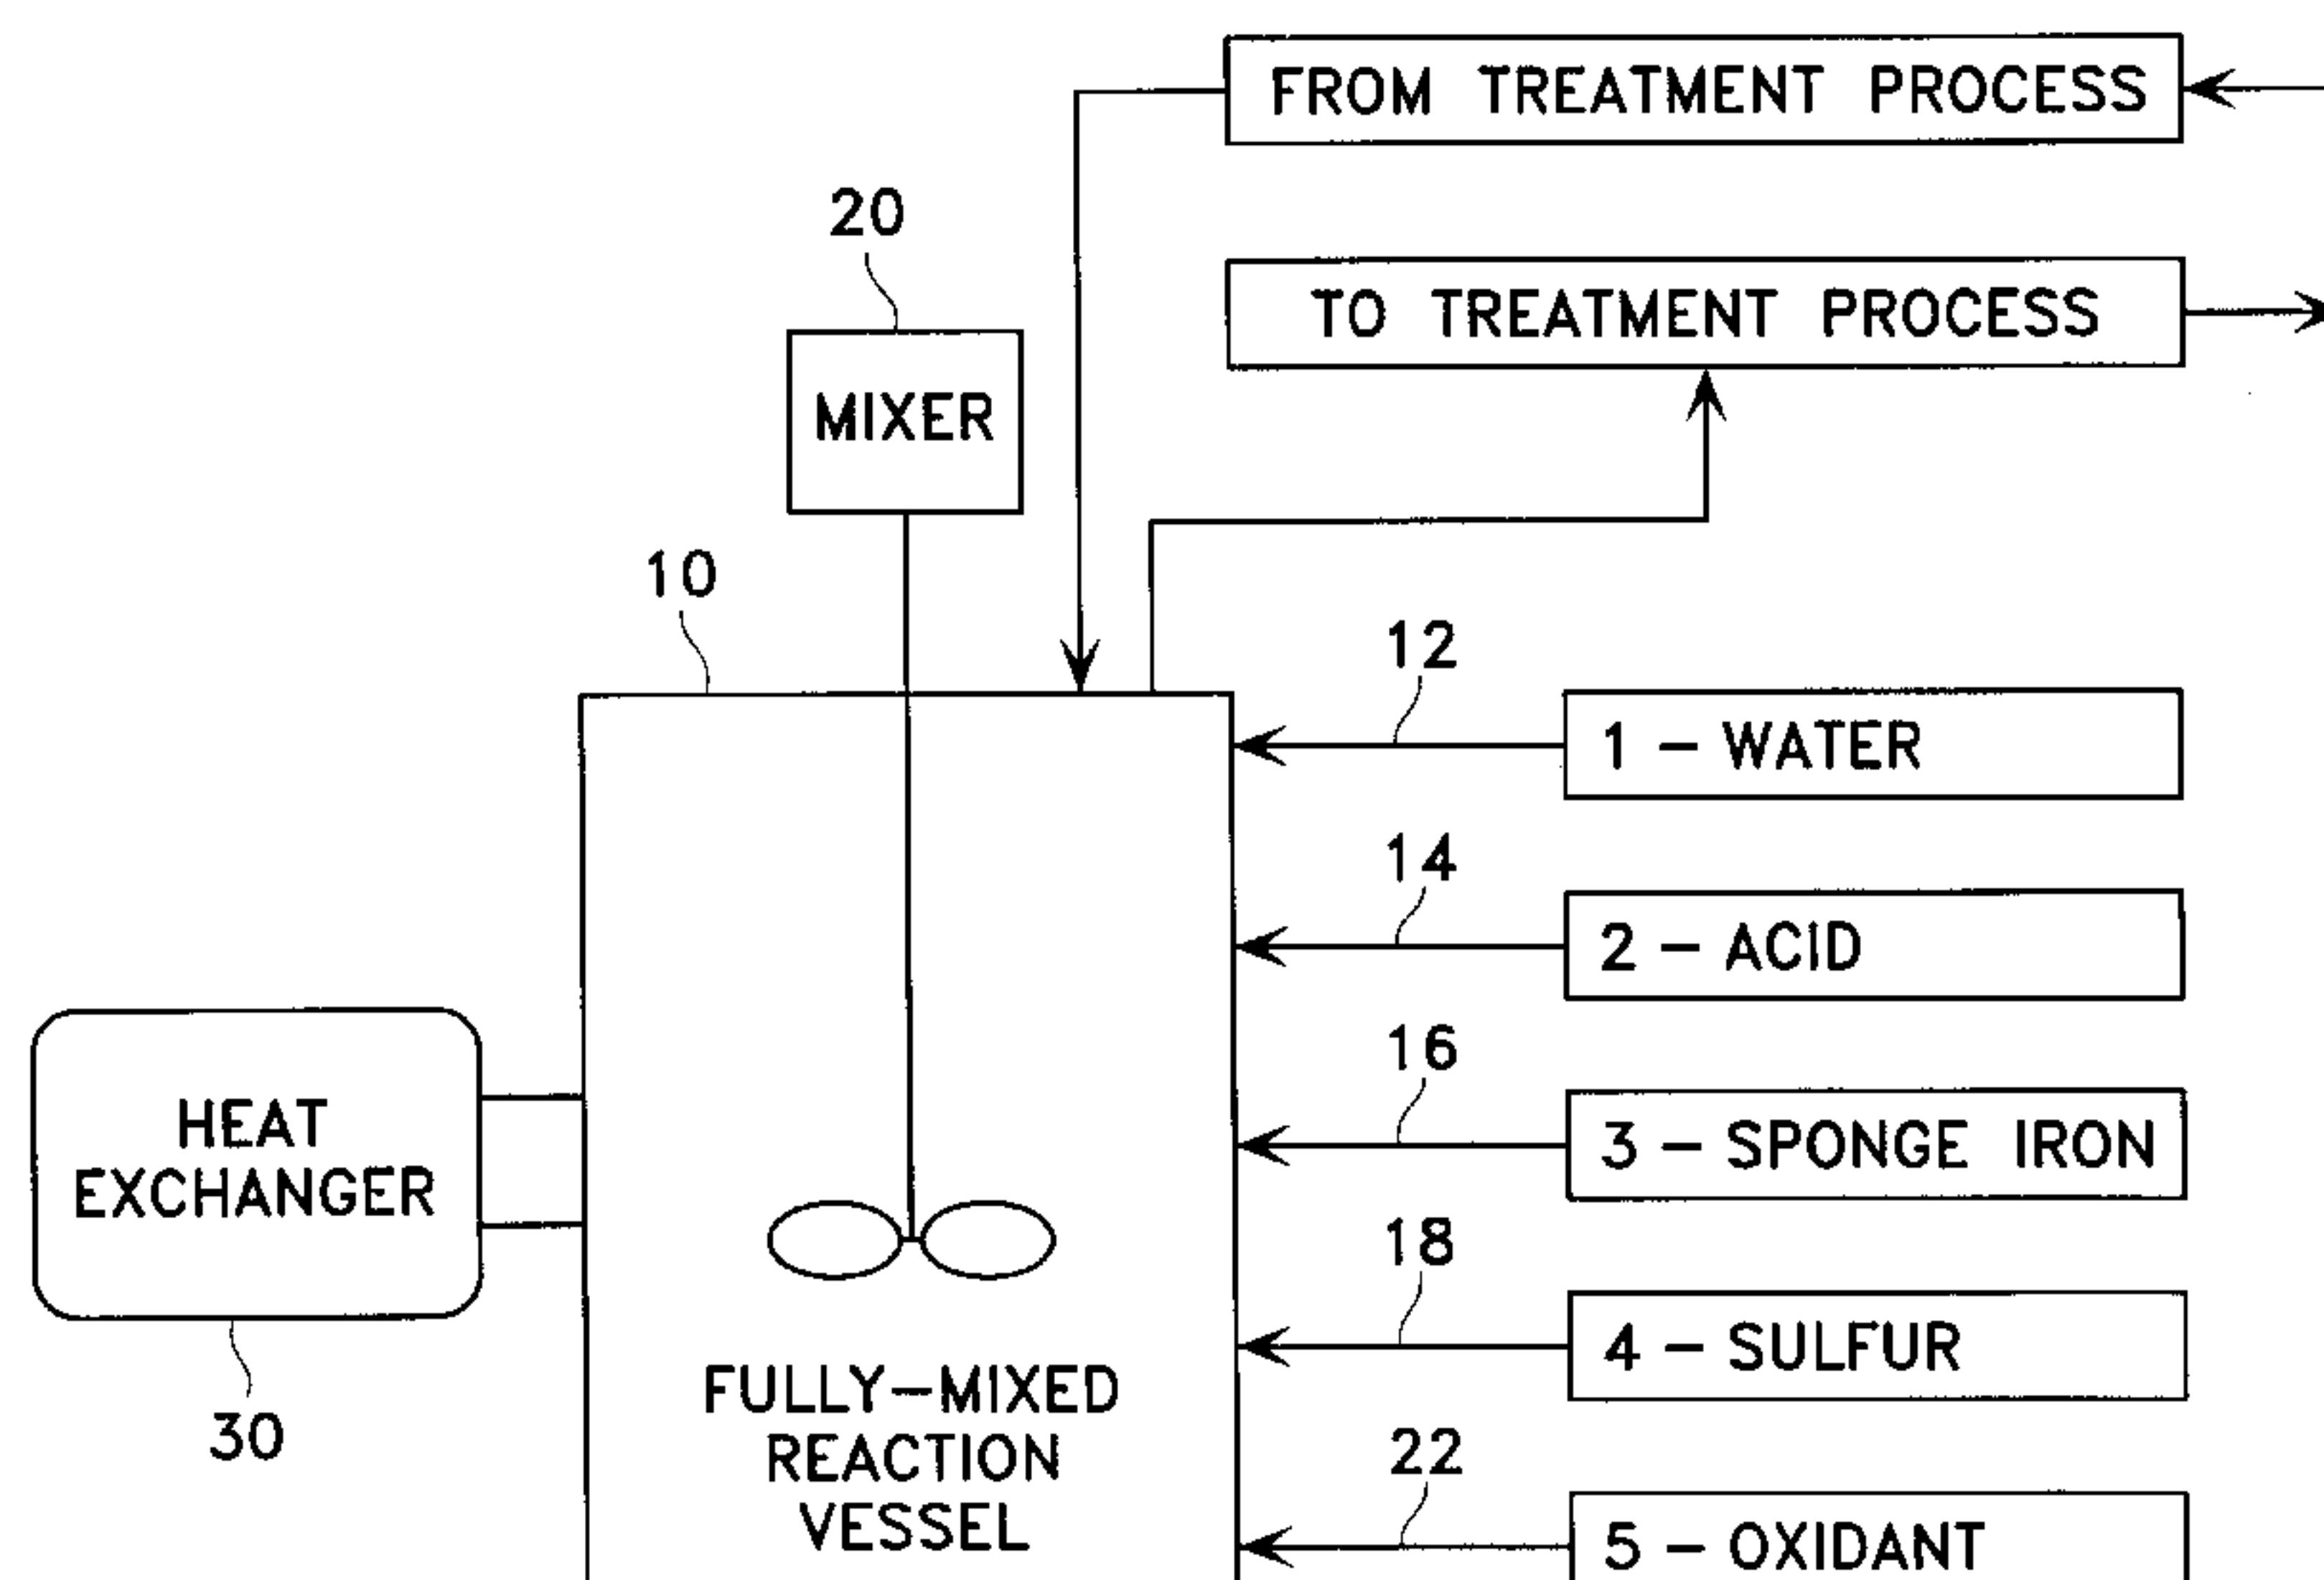 FROM TREATMENT PROCESS
20
TO TREATMENT PROCESS
MIXER
10
12
1 – WATER
14
2 – ACID
16
3 – SPONGE IRON
HEAT
EXCHANGER
18
4 – SULFUR
30
FULLY–MIXED
REACTION
VESSEL
22
5 – OXIDANT